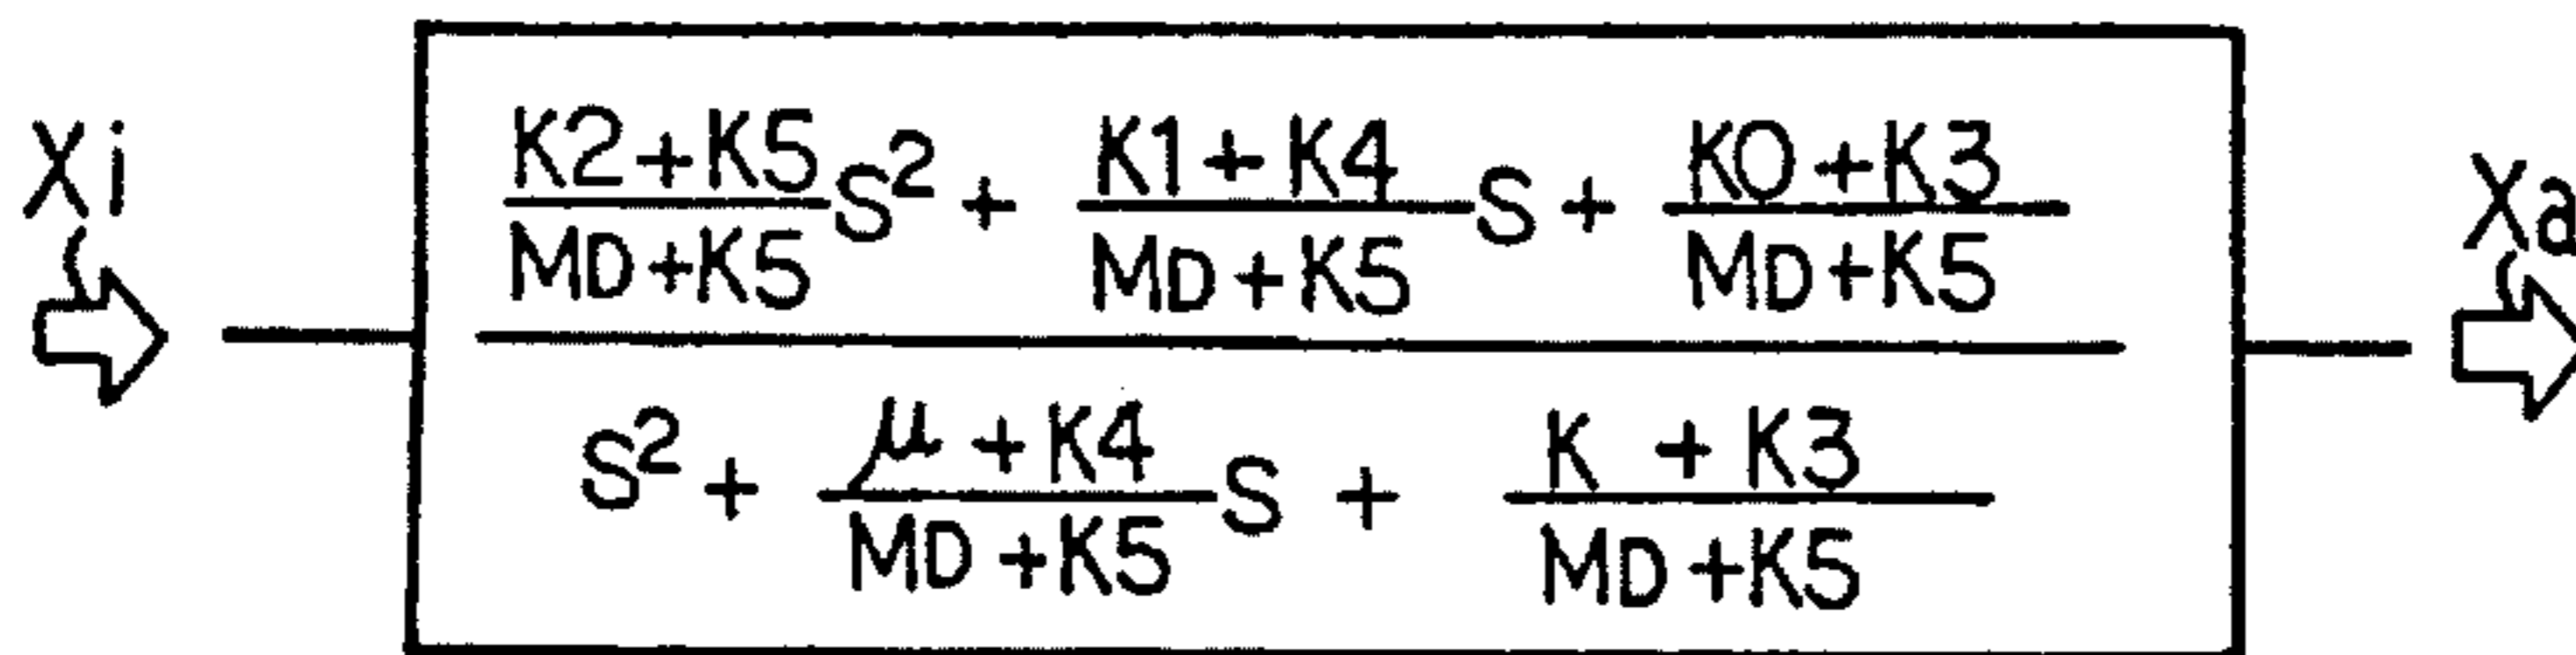 Xi
K2+K5 K1+K4 K0+K3
S² + S +
MD+K5 MD+K5 MD+K5
Xa
μ+K4 K + K3
S² + S +
MD+K5 MD+K5